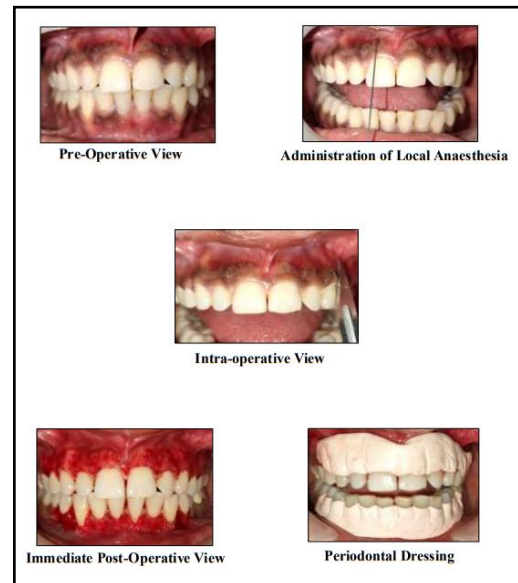 Pre-Operative View
Administration of Local Anaesthesia
Intra-operative View
Immediate Post-Operative View
Periodontal Dressing